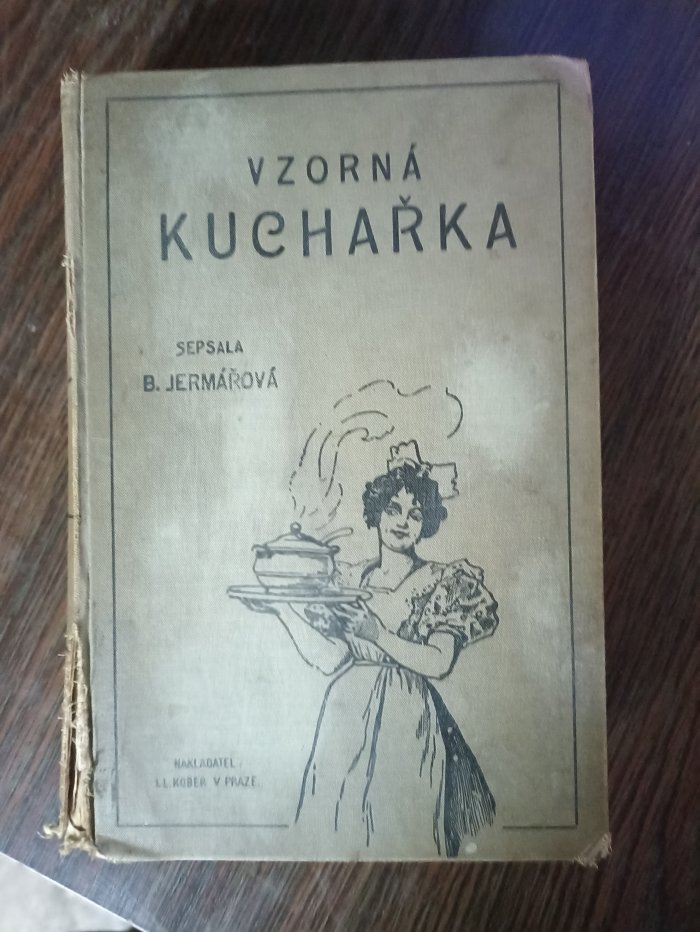 VZORNÁ
KUCHAŘKA
SEPSALA
B. JERMÁŘOVÁ
NAKLADATEL:
I.L. KOBER V PRAZE.